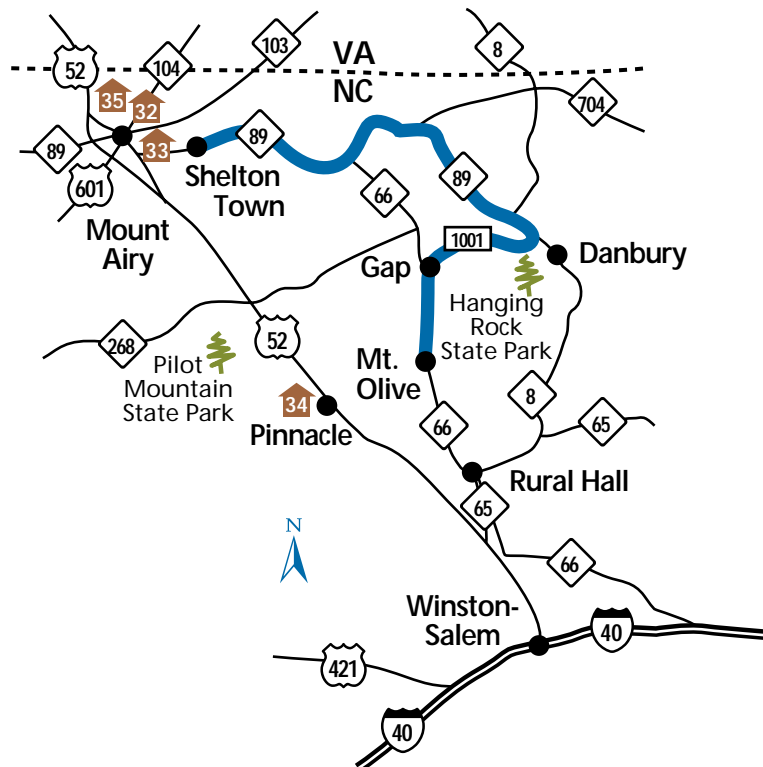 103
8
52
104
VA
35
32
NC
704
89
33
89
601
Shelton
Town
66
89
Mount
Airy
1001
Gap
Danbury
Hanging
Rock
State Park
268
52
Pilot
Mountain
State Park
Mt.
Olive
34
8
Pinnacle
66
65
Rural Hall
65
N
66
Winston-
Salem
40
421
40